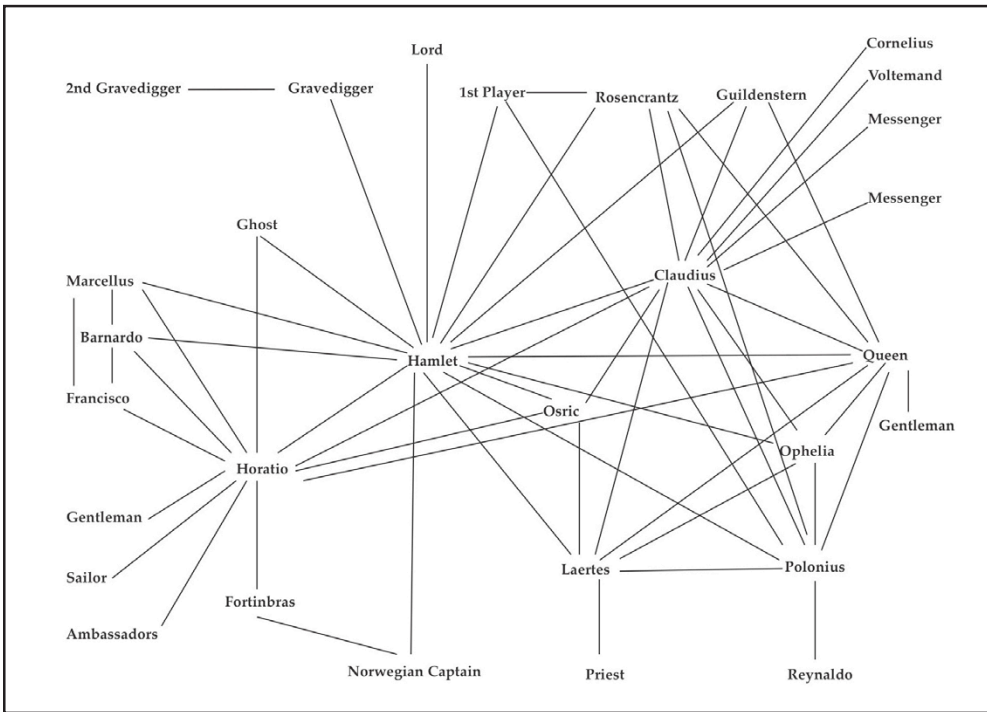 Lord
Cornelius
Voltemand
2nd Gravedigger
Gravedigger
1st Player
Rosencrantz
Guildenstern
Messenger
Messenger
Ghost
Marcellus
Claudius
Barnardo
Hamlet
Queen
Francisco
Osric
Gentleman
Ophelia
Horatio
Gentleman
Laertes
Polonius
Sailor
Fortinbras
Ambassadors
Norwegian Captain
Priest
Reynaldo